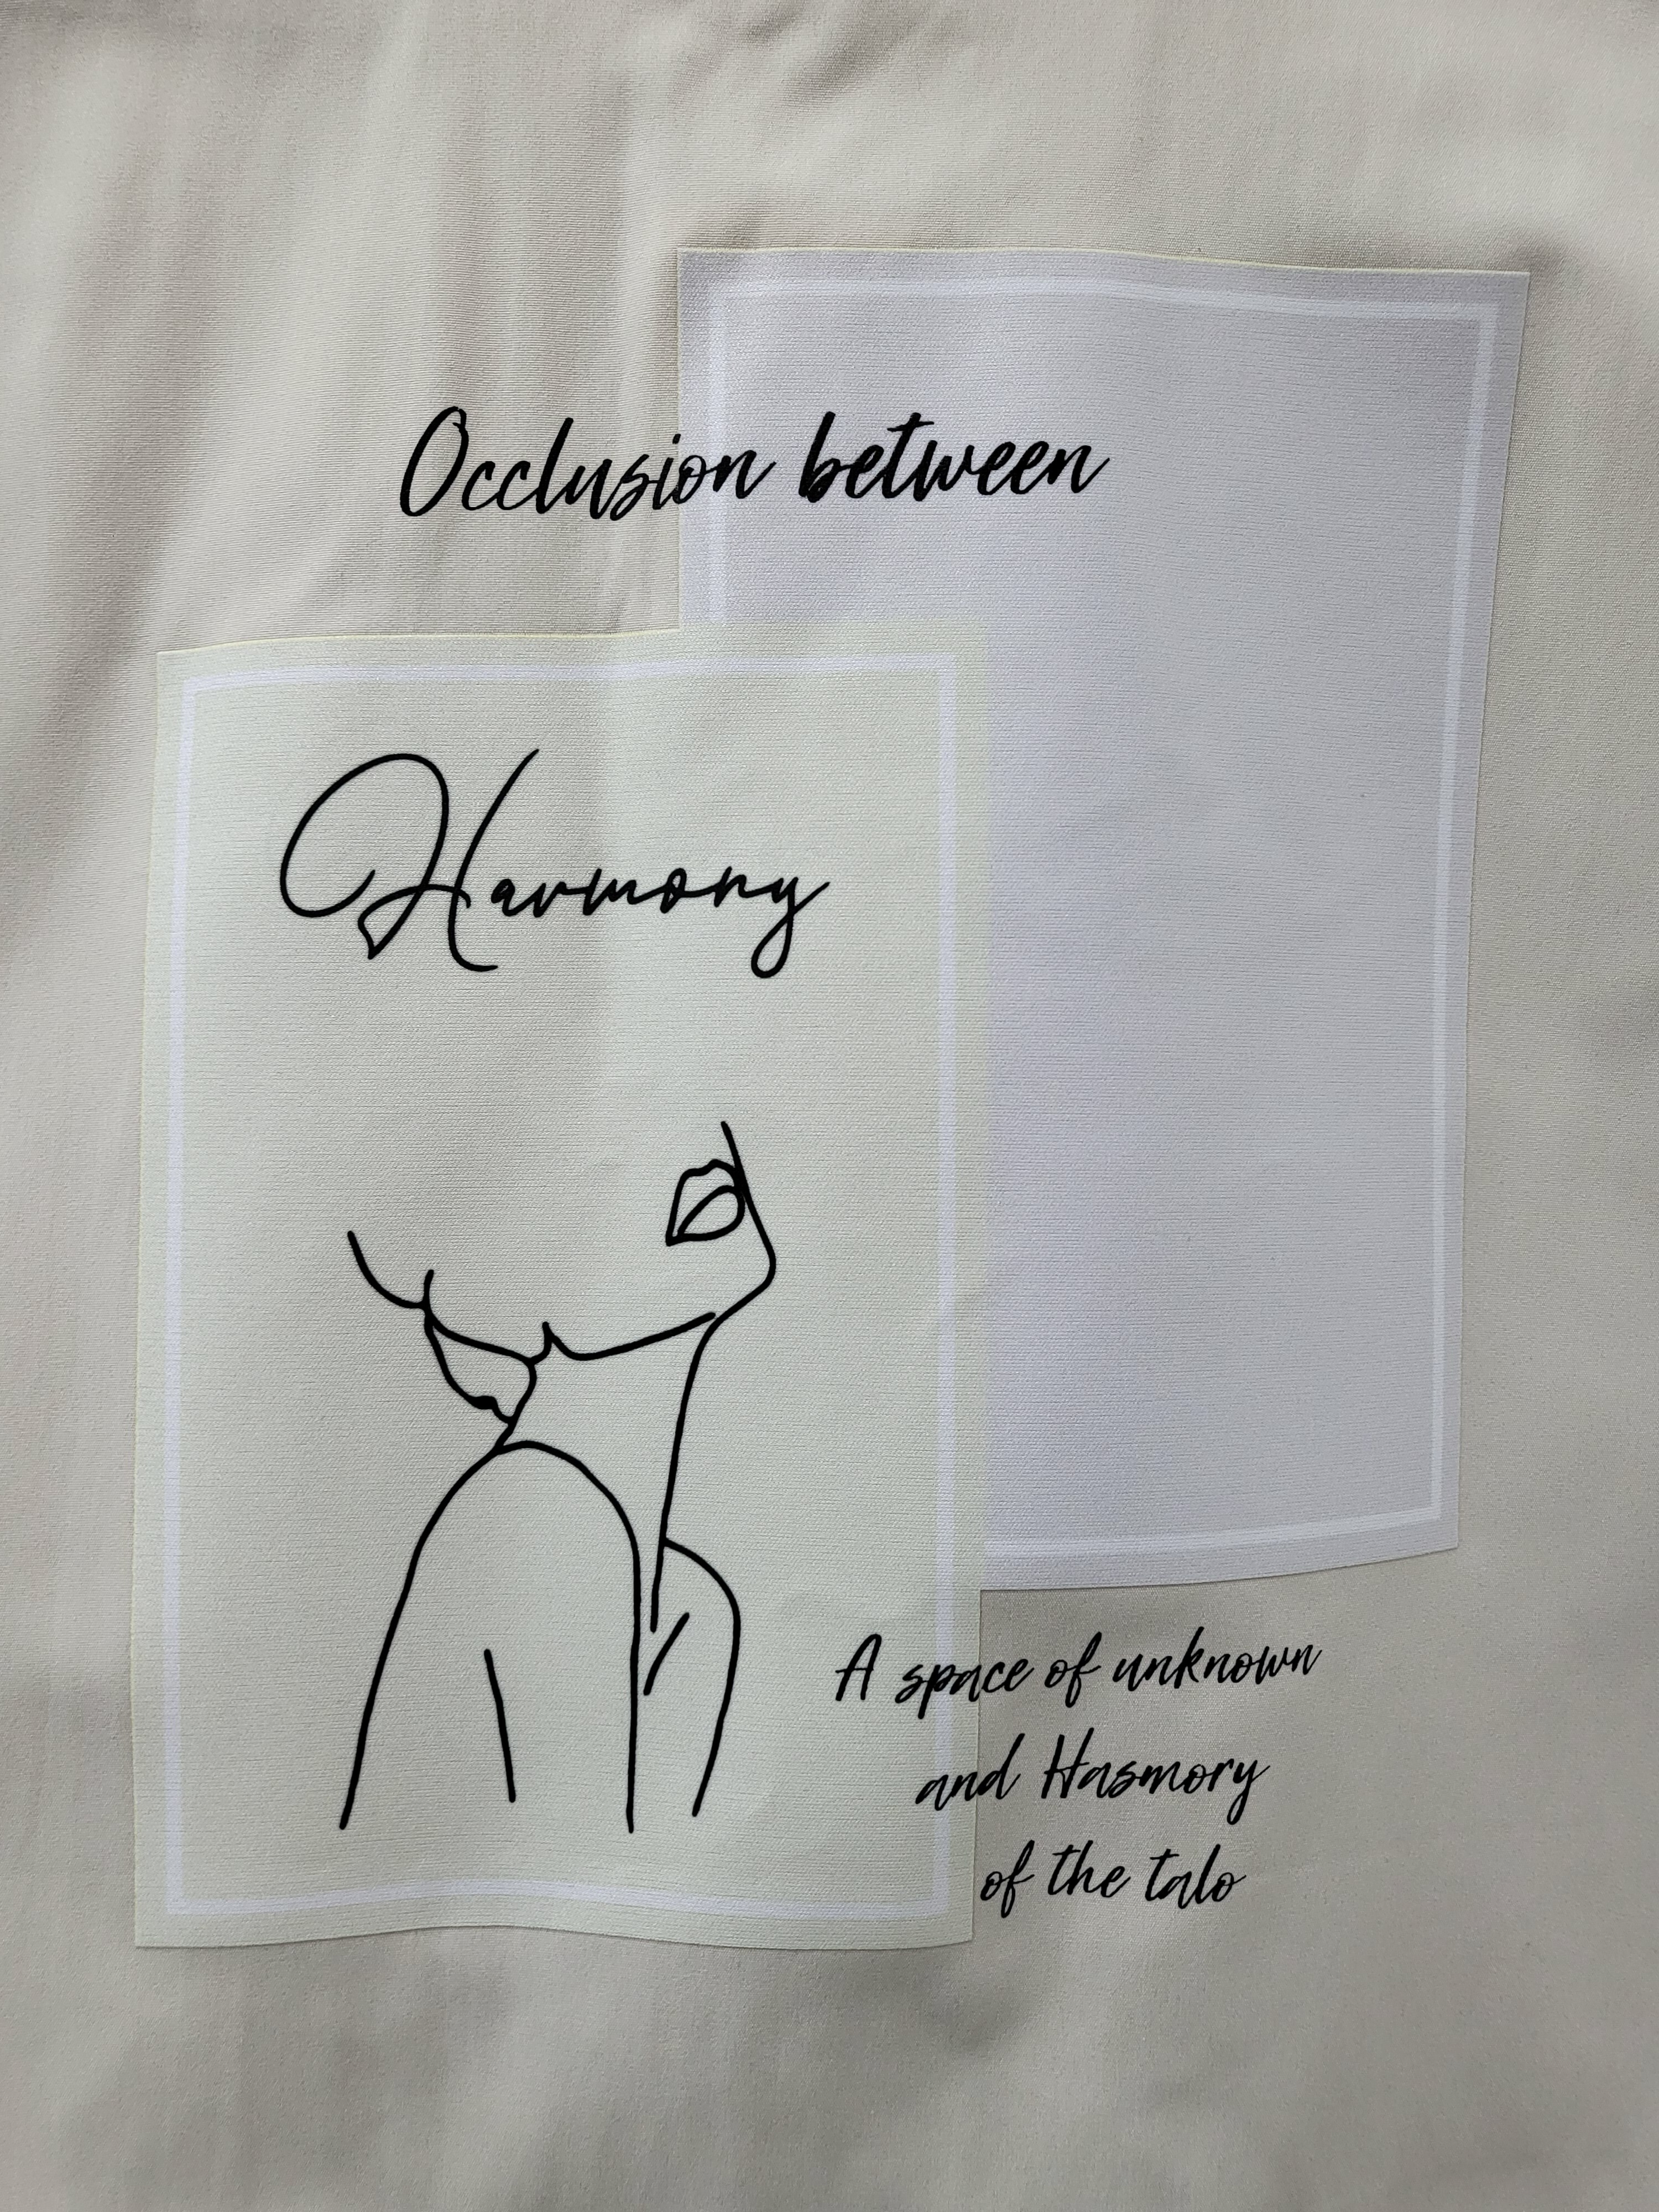 Occlusion between
Harmony
A space of unknown
and Hasmory
of the talo